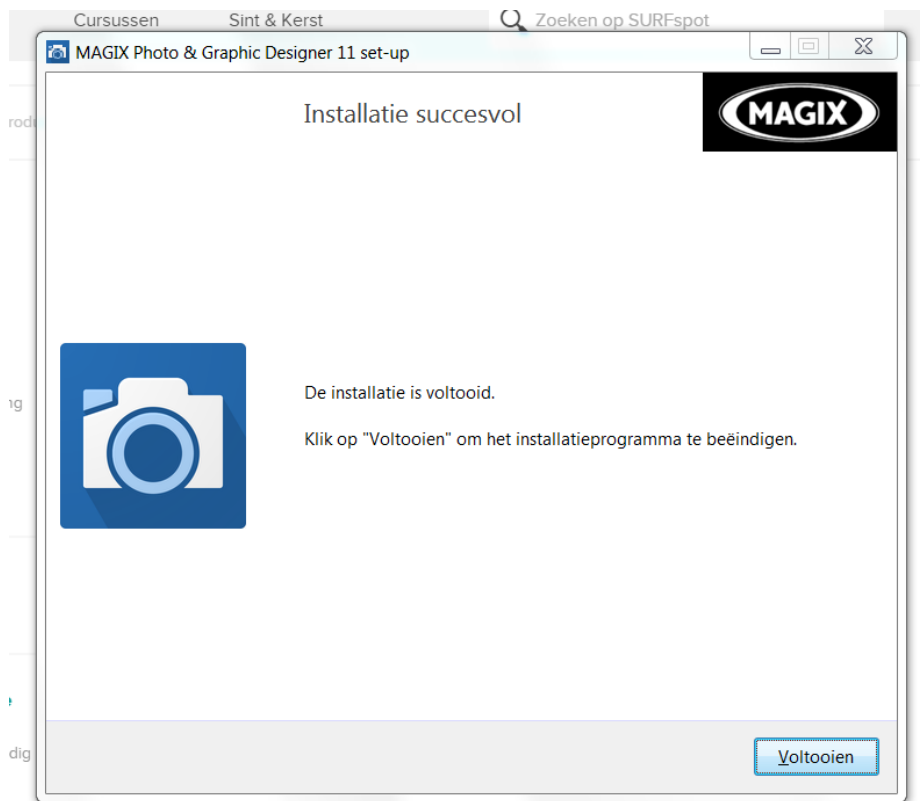 Cursussen Sint & Kerst Zoeken op SURFspot
MAGIX Photo & Graphic Designer 11 set-up
Installatie succesvol
MAGIX
De installatie is voltooid.
Klik op "Voltooien" om het installatieprogramma te beëindigen.
Voltooien